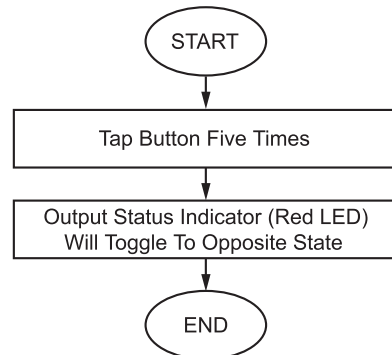 START
Tap Button Five Times
Output Status Indicator (Red LED)
Will Toggle To Opposite State
END